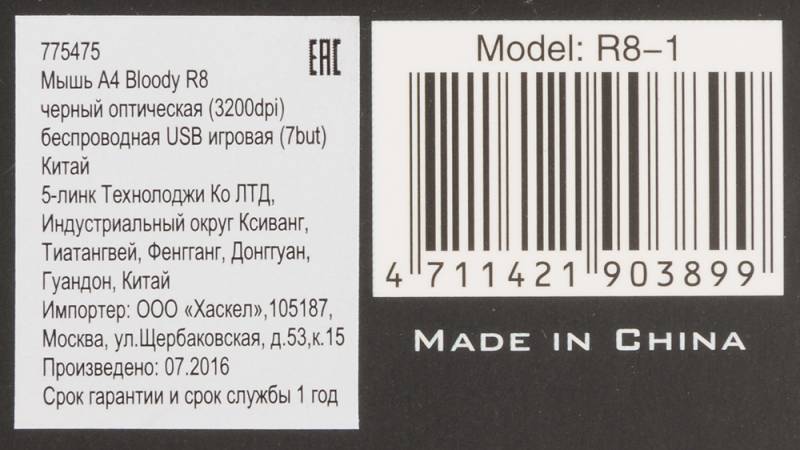 775475
EAC
Мышь A4 Bloody R8
черный оптическая (3200dpi)
беспроводная USB игровая (7but)
Китай
5-линк Технолоджи Ко ЛТД,
Индустриальный округ Ксиванг,
Тиатангвей, Фенгганг, Донггуан,
Гуандон, Китай
Импортер: ООО «Хаскел»,105187,
Москва, ул.Щербаковская, д.53,к.15
Произведено: 07.2016
Срок гарантии и срок службы 1 год
Model: R8-1
4 711421 903899
MADE IN CHINA